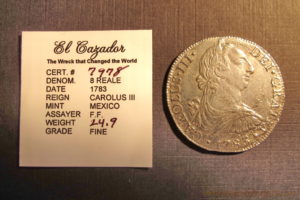 El Cazador
The Wreck that Changed the World
CERT. # 7978
DENOM. 8 REALE
DATE 1783
REIGN CAROLUS III
MINT MEXICO
ASSAYER F.F.
WEIGHT 24.9
GRADE FINE